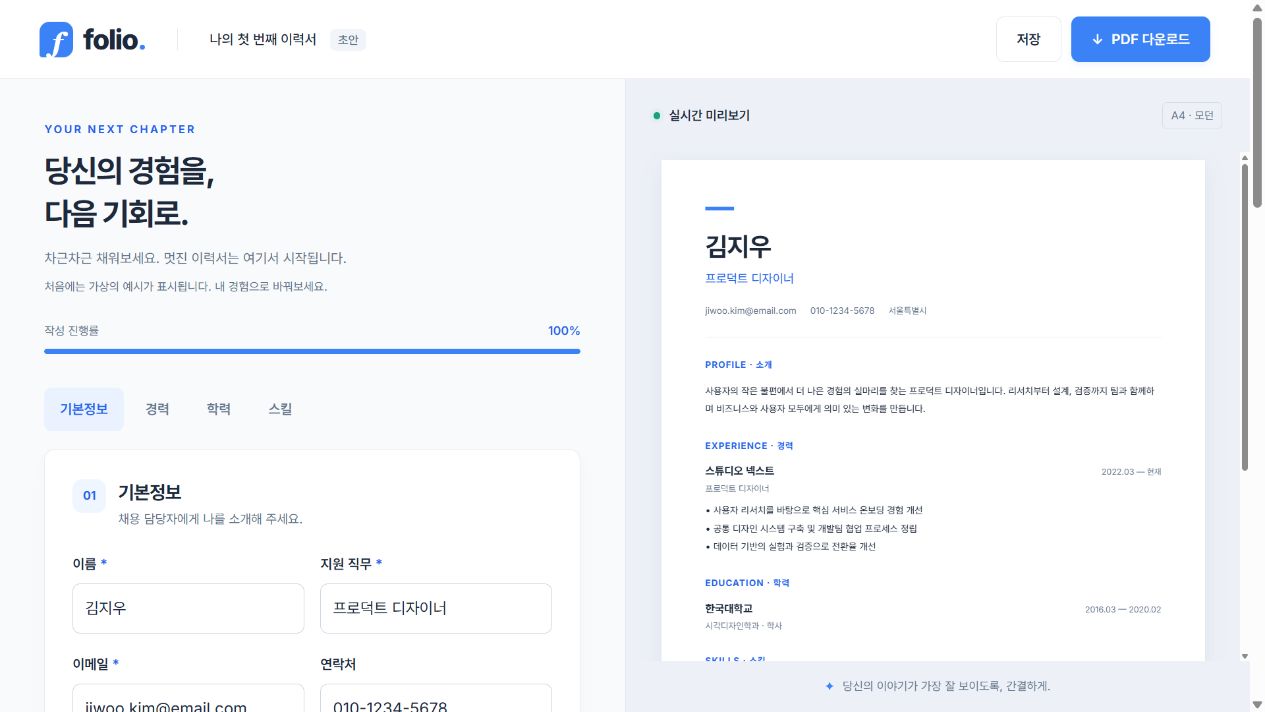 f folio.
나의 첫 번째 이력서
초안
저장
↓ PDF 다운로드
YOUR NEXT CHAPTER
당신의 경험을,
다음 기회로.
차근차근 채워보세요. 멋진 이력서는 여기서 시작됩니다.
처음에는 가상의 예시가 표시됩니다. 내 경험으로 바꿔보세요.
작성 진행률
100%
기본정보
경력
학력
스킬
01
기본정보
채용 담당자에게 나를 소개해 주세요.
이름 *
김지우
지원 직무 *
프로덕트 디자이너
이메일 *
jiwoo.kim@email.com
연락처
010-1234-5678
실시간 미리보기
A4 · 모던
김지우
프로덕트 디자이너
jiwoo.kim@email.com 010-1234-5678 서울특별시
PROFILE · 소개
사용자의 작은 불편에서 더 나은 경험의 실마리를 찾는 프로덕트 디자이너입니다. 리서치부터 설계, 검증까지 팀과 함께하
며 비즈니스와 사용자 모두에게 의미 있는 변화를 만듭니다.
EXPERIENCE · 경력
스튜디오 넥스트
2022.03 — 현재
프로덕트 디자이너
• 사용자 리서치를 바탕으로 핵심 서비스 온보딩 경험 개선
• 공통 디자인 시스템 구축 및 개발팀 협업 프로세스 정립
• 데이터 기반의 실험과 검증으로 전환율 개선
EDUCATION · 학력
한국대학교
2016.03 — 2020.02
시각디자인학과 · 학사
SKILLS · 스킬
✦ 당신의 이야기가 가장 잘 보이도록, 간결하게.